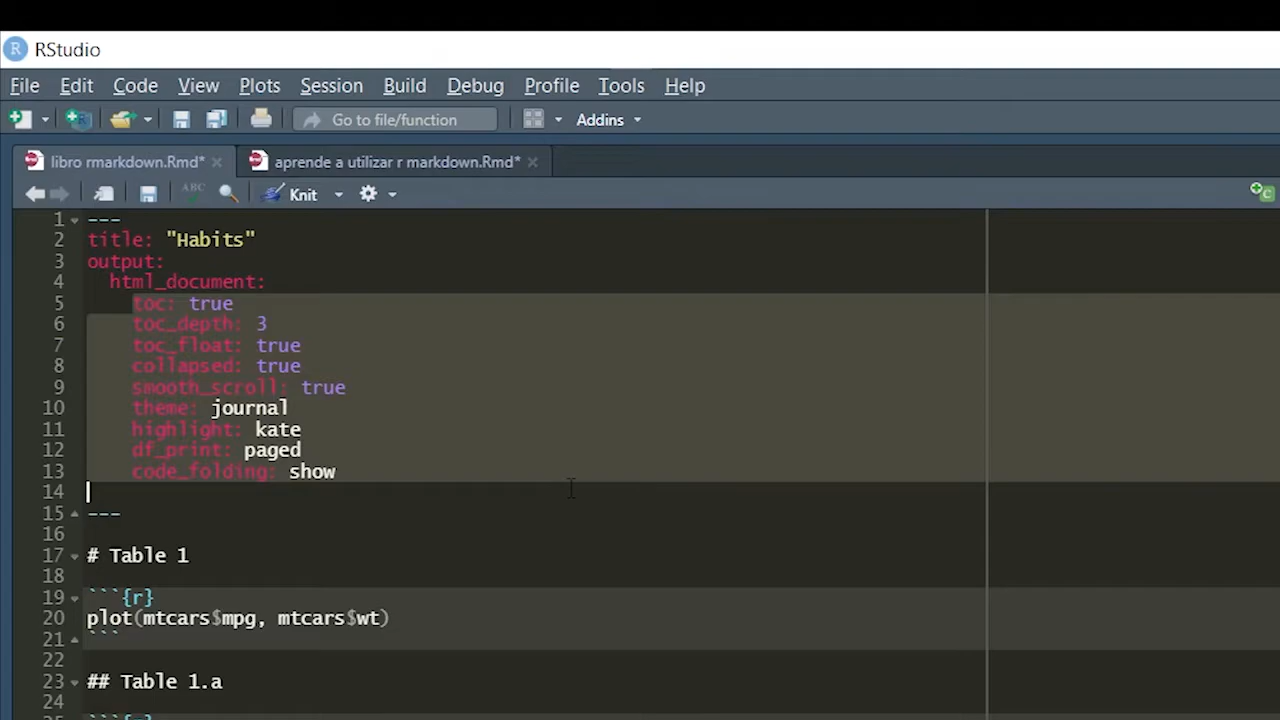 RStudio
File Edit Code View Plots Session Build Debug Profile Tools Help
Go to file/function Addins
libro rmarkdown.Rmd* aprende a utilizar r markdown.Rmd*
ABC Knit
1 ---
2 title: "Habits"
3 output:
4 html_document:
5 toc: true
6 toc_depth: 3
7 toc_float: true
8 collapsed: true
9 smooth_scroll: true
10 theme: journal
11 highlight: kate
12 df_print: paged
13 code_folding: show
14
15 ---
16
17 # Table 1
18
19 ```{r}
20 plot(mtcars$mpg, mtcars$wt)
21 ```
22
23 ## Table 1.a
24